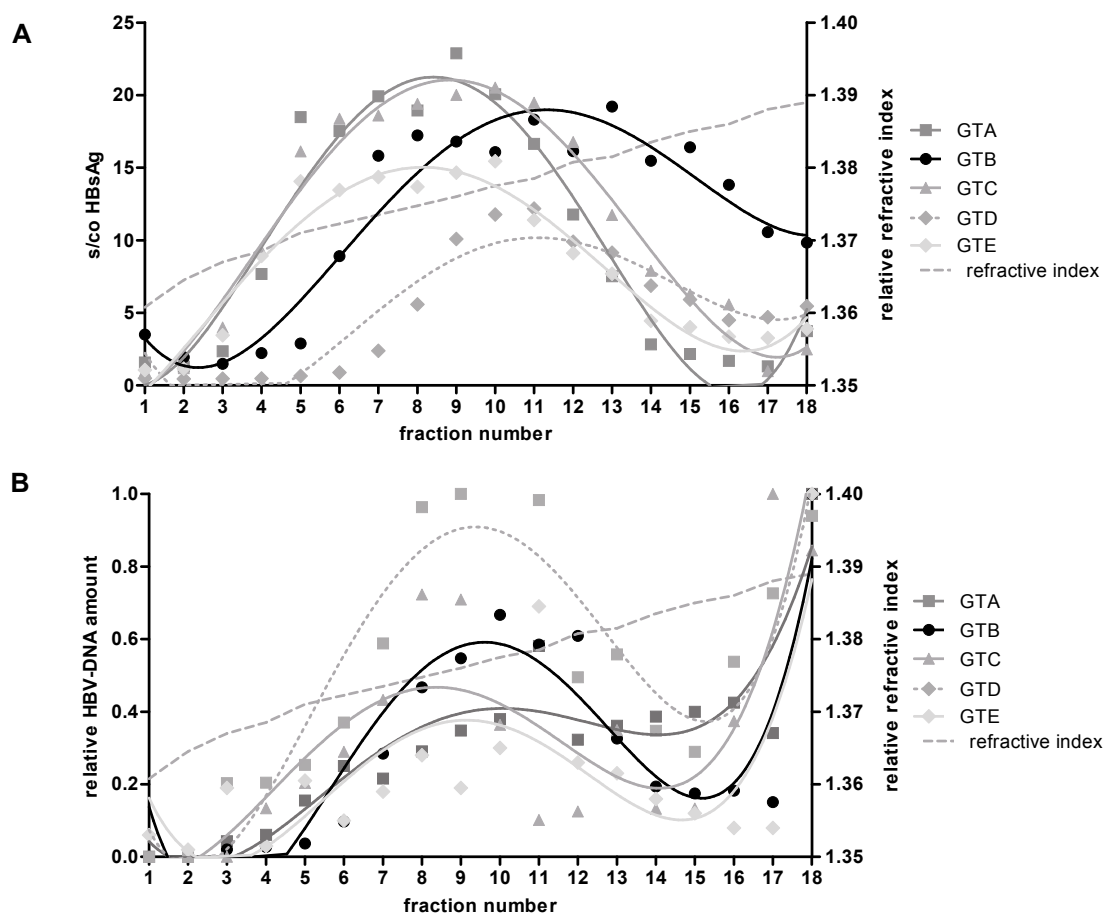 A
25
20
15
10
5
0
s/co HBsAg
1.40
1.39
1.38
1.37
1.36
1.35
relative refractive index
1 2 3 4 5 6 7 8 9 10 11 12 13 14 15 16 17 18
fraction number
GTA
GTB
GTC
GTD
GTE
refractive index
B
1.0
0.8
0.6
0.4
0.2
0.0
relative HBV-DNA amount
1.40
1.39
1.38
1.37
1.36
1.35
relative refractive index
1 2 3 4 5 6 7 8 9 10 11 12 13 14 15 16 17 18
fraction number
GTA
GTB
GTC
GTD
GTE
refractive index